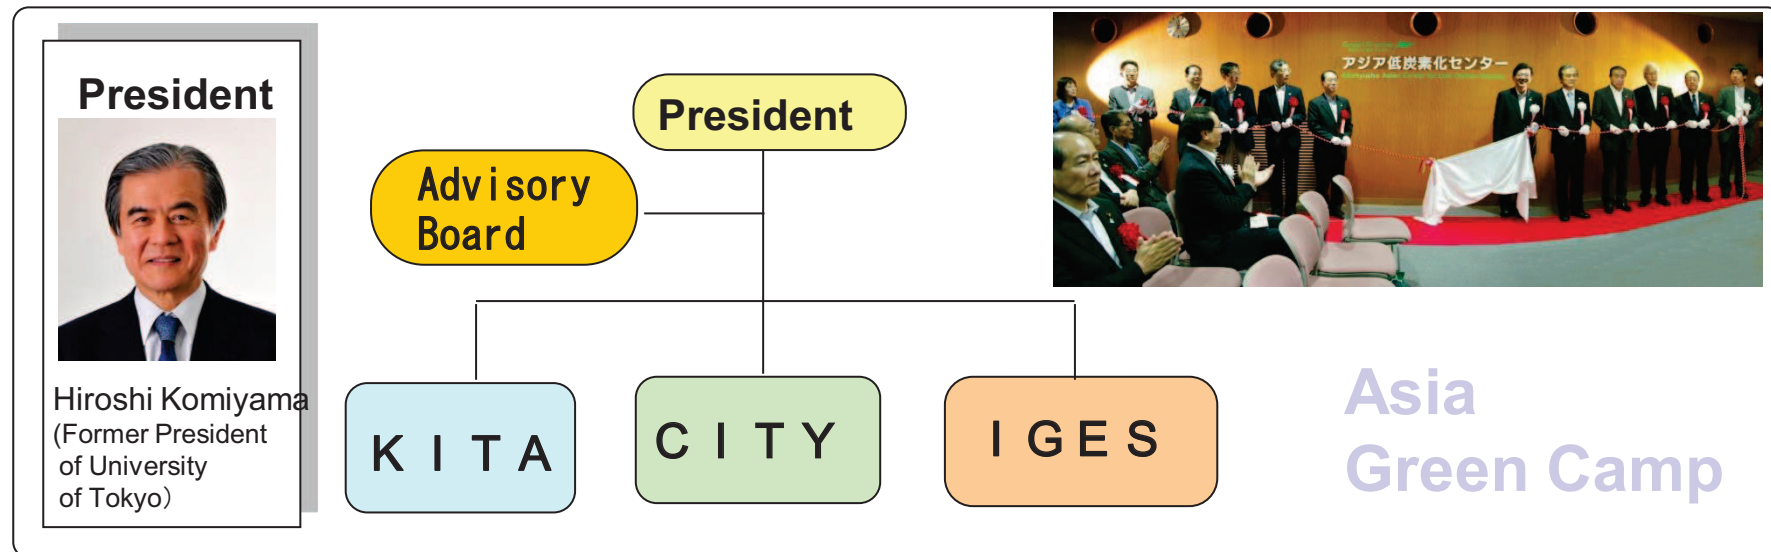 President
Hiroshi Komiyama
(Former President
of University
of Tokyo）
President
Advisory
Board
ＫＩＴＡ
ＣＩＴＹ
ＩＧＥＳ
アジア低炭素化センター
Asia
Green Camp